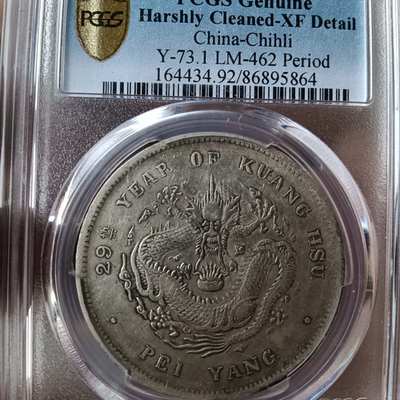 PCGS Genuine
Harshly Cleaned-XF Detail
China-Chihli
Y-73.1 LM-462 Period
164434.92/86895864
PCGS
29 YEAR OF KUANG HSU
PEI YANG